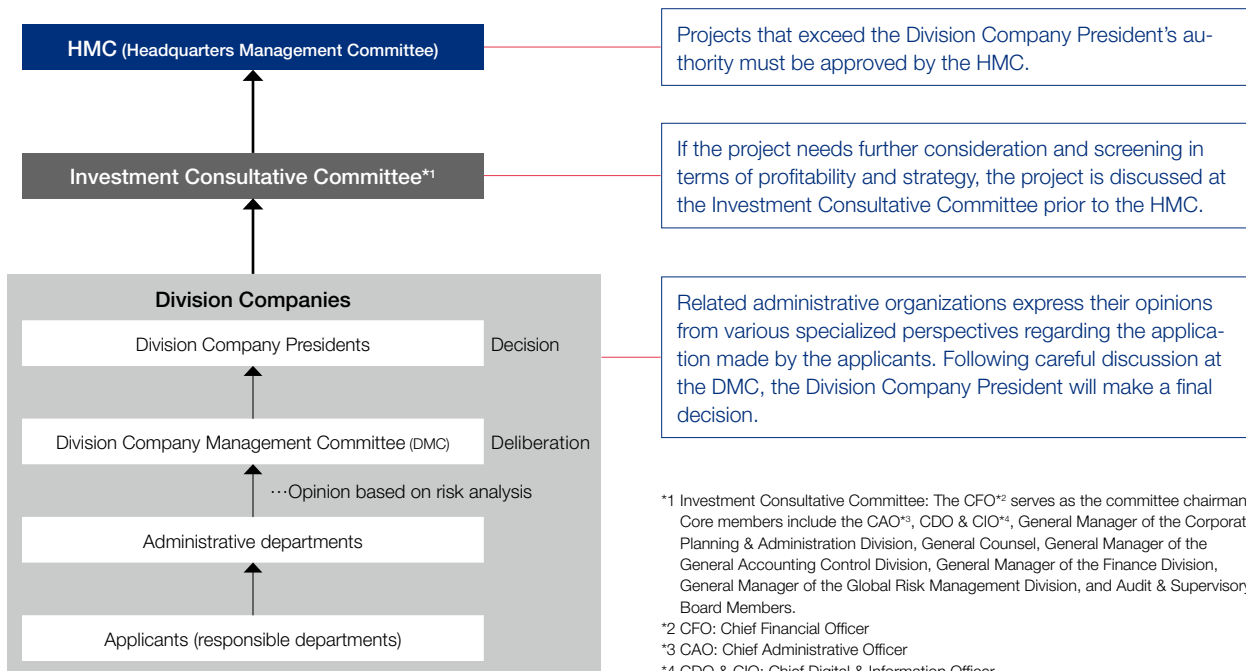 HMC (Headquarters Management Committee)
Projects that exceed the Division Company President's au-
thority must be approved by the HMC.
Investment Consultative Committee*1
If the project needs further consideration and screening in
terms of profitability and strategy, the project is discussed at
the Investment Consultative Committee prior to the HMC.
Division Companies
Division Company Presidents
Decision
Division Company Management Committee (DMC)
Deliberation
…Opinion based on risk analysis
Administrative departments
Applicants (responsible departments)
Related administrative organizations express their opinions
from various specialized perspectives regarding the applica-
tion made by the applicants. Following careful discussion at
the DMC, the Division Company President will make a final
decision.
*1 Investment Consultative Committee: The CFO*2 serves as the committee chairman
Core members include the CAO*3, CDO & CIO*4, General Manager of the Corporat
Planning & Administration Division, General Counsel, General Manager of the
General Accounting Control Division, General Manager of the Finance Division,
General Manager of the Global Risk Management Division, and Audit & Supervisory
Board Members.
*2 CFO: Chief Financial Officer
*3 CAO: Chief Administrative Officer
*4 CDO & CIO: Chief Digital & Information Officer